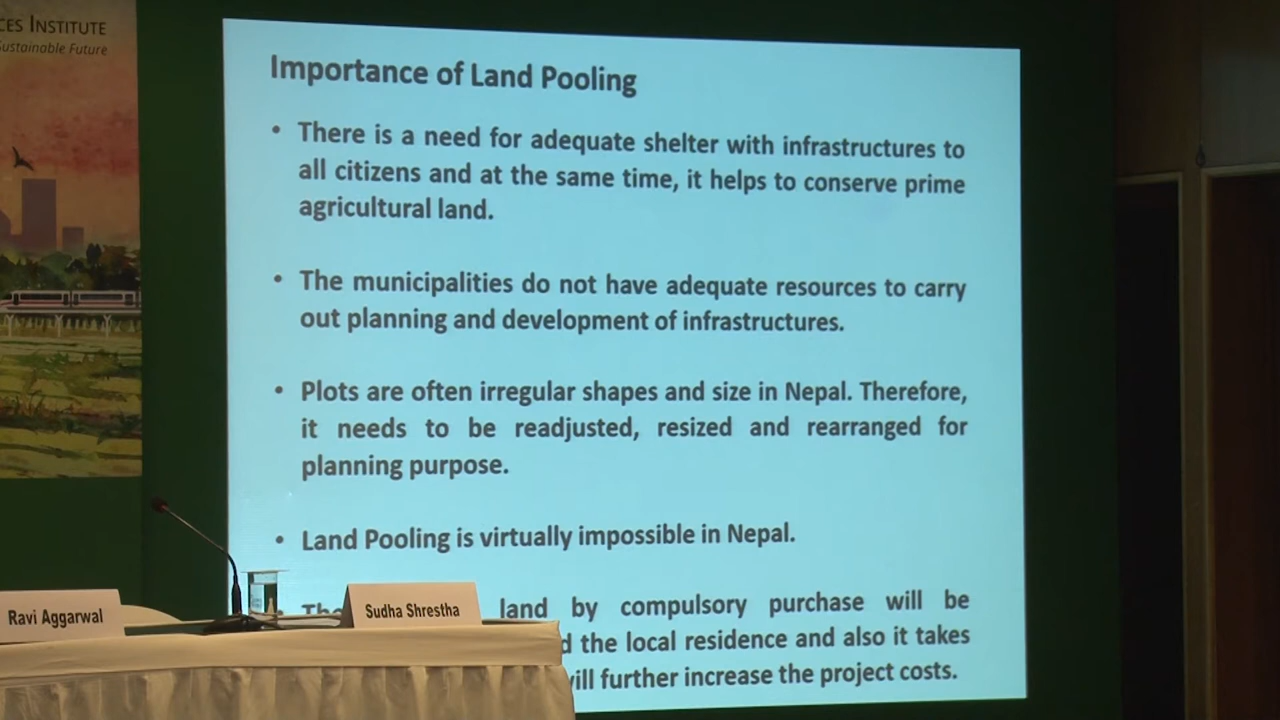 CES INSTITUTE
Sustainable Future
Importance of Land Pooling
• There is a need for adequate shelter with infrastructures to
all citizens and at the same time, it helps to conserve prime
agricultural land.
• The municipalities do not have adequate resources to carry
out planning and development of infrastructures.
• Plots are often irregular shapes and size in Nepal. Therefore,
it needs to be readjusted, resized and rearranged for
planning purpose.
• Land Pooling is virtually impossible in Nepal.
• land by compulsory purchase will be
the local residence and also it takes
will further increase the project costs.
Ravi Aggarwal
Sudha Shrestha